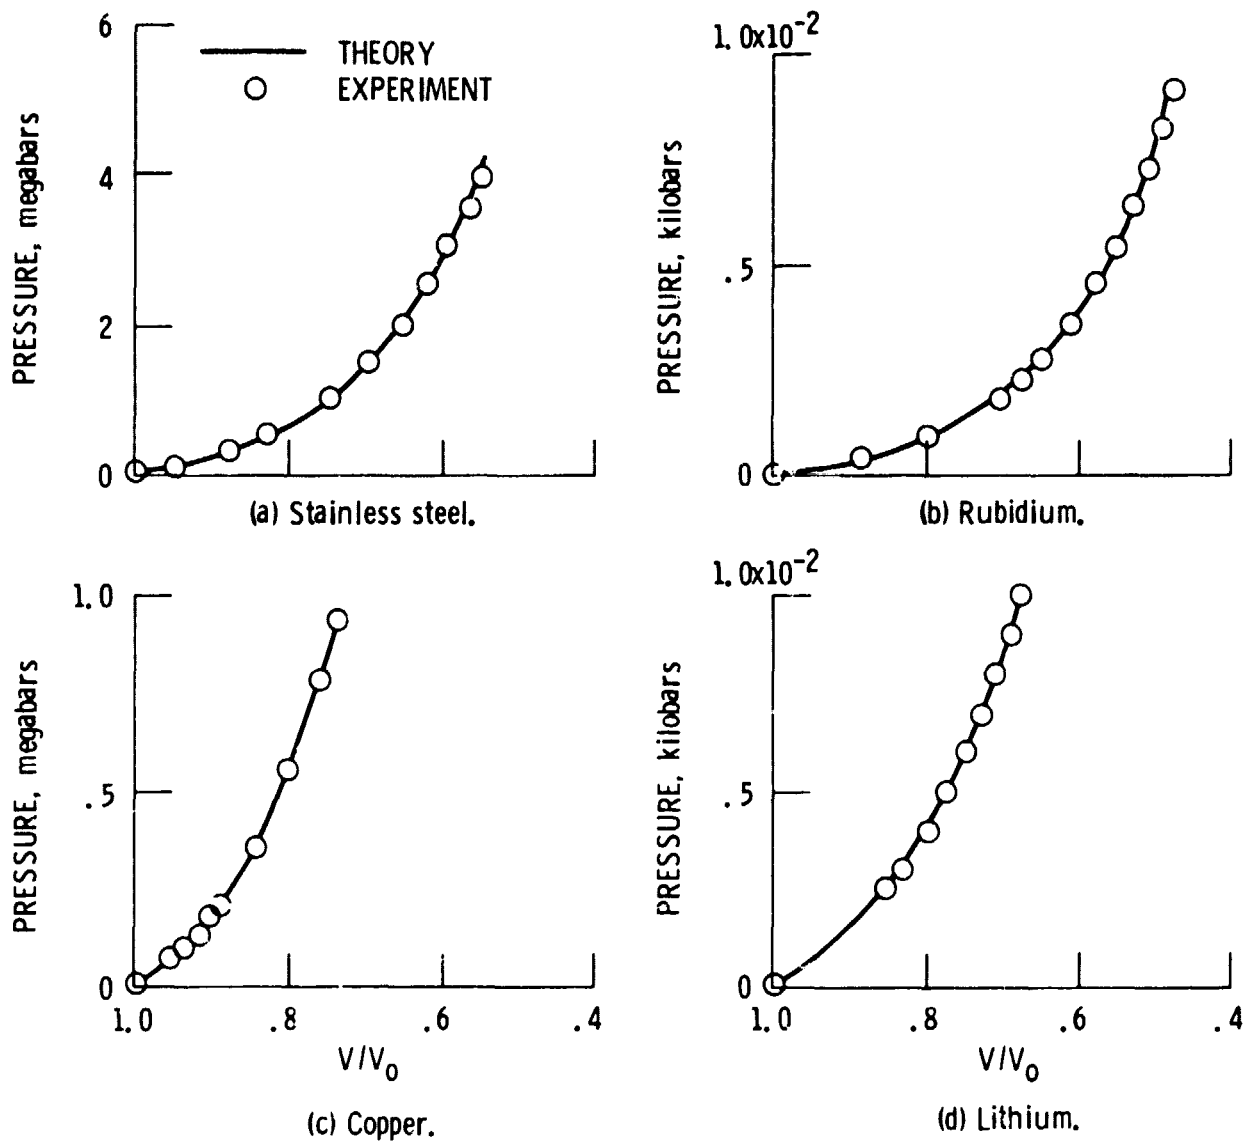 6
THEORY
EXPERIMENT
4
2
0
PRESSURE, megabars
(a) Stainless steel.
1.0x10-2
.5
0
PRESSURE, kilobars
(b) Rubidium.
1.0
.5
0
PRESSURE, megabars
1.0 .8 .6 .4
V/V0
(c) Copper.
1.0x10-2
.5
0
PRESSURE, kilobars
1.0 .8 .6 .4
V/V0
(d) Lithium.